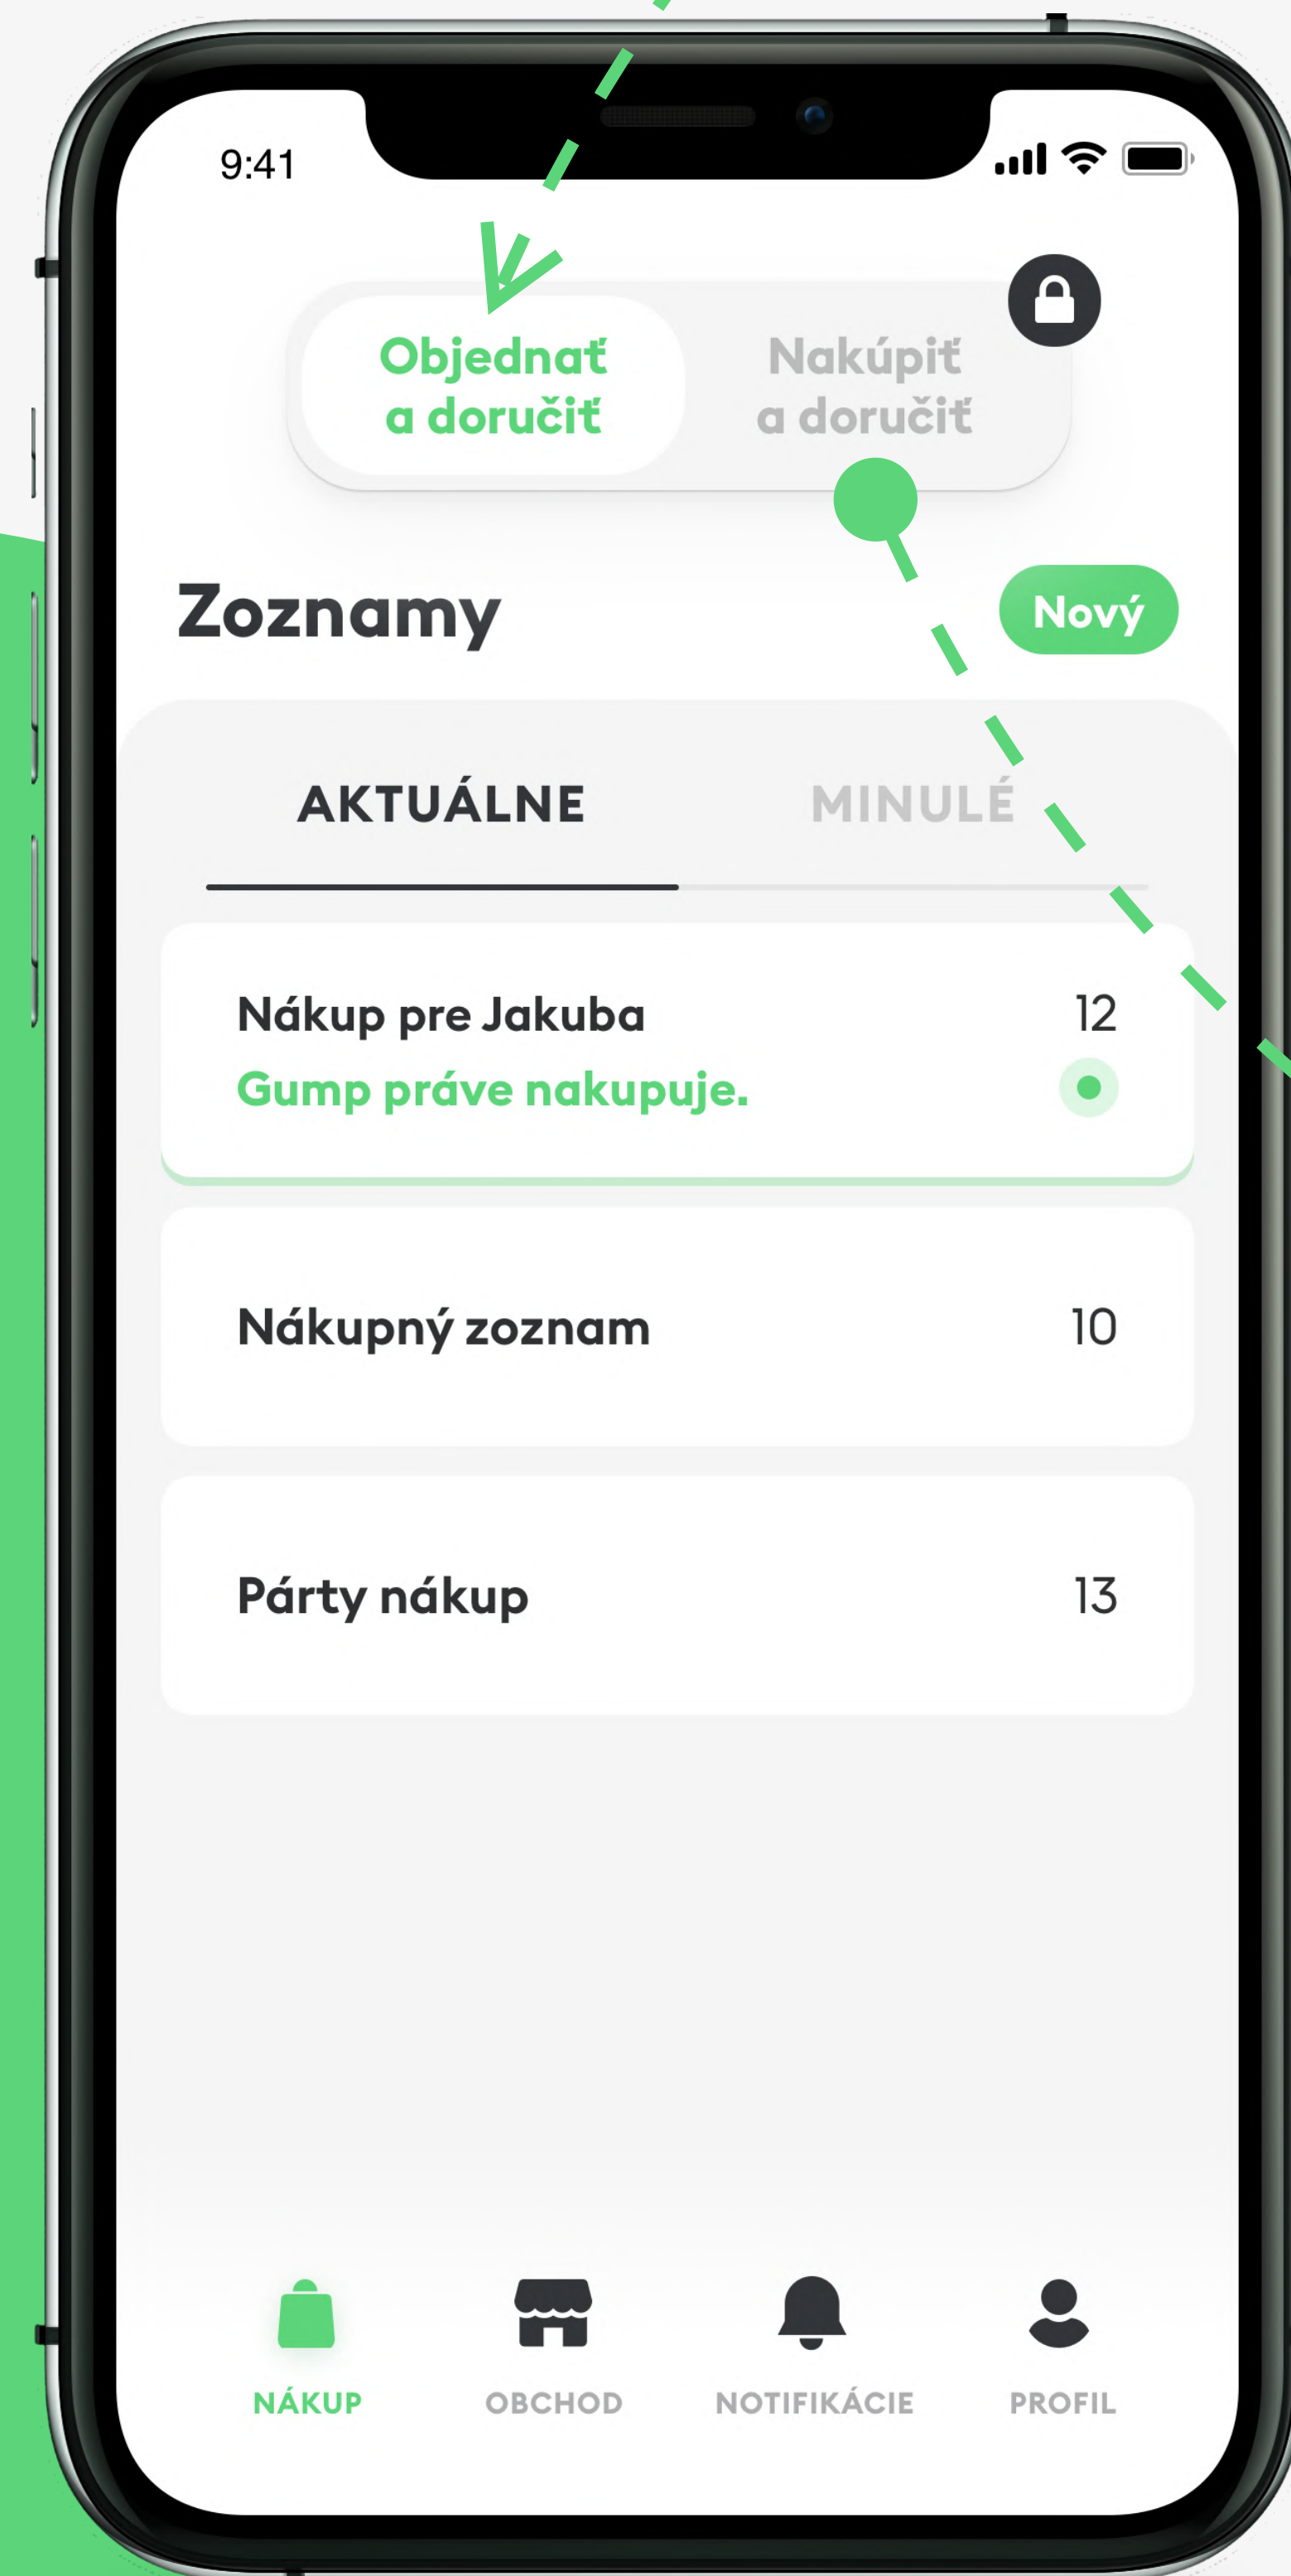 9:41
Objednať
a doručiť
Nakúpiť
a doručiť
Zoznamy
Nový
AKTUÁLNE
MINULÉ
Nákup pre Jakuba
12
Gump práve nakupuje.
Nákupný zoznam
10
Párty nákup
13
NÁKUP
OBCHOD
NOTIFIKÁCIE
PROFIL